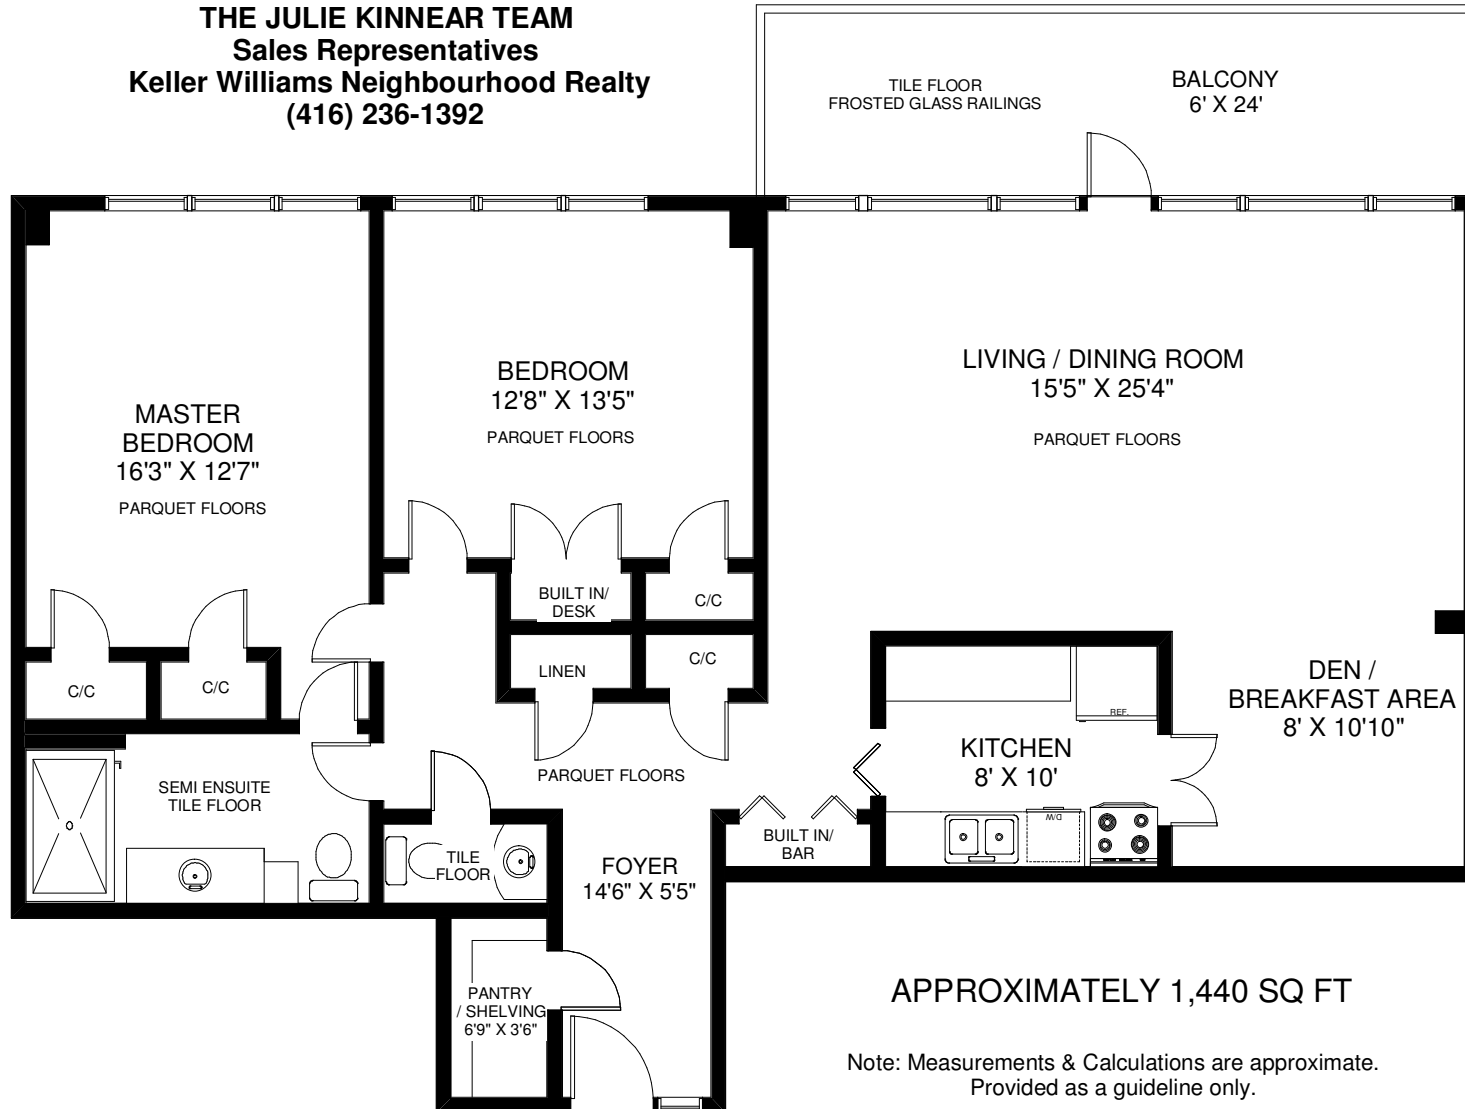 THE JULIE KINNEAR TEAM
Sales Representatives
Keller Williams Neighbourhood Realty
(416) 236-1392
TILE FLOOR
FROSTED GLASS RAILINGS
BALCONY
6' X 24'
MASTER
BEDROOM
16'3" X 12'7"
PARQUET FLOORS
BEDROOM
12'8" X 13'5"
PARQUET FLOORS
LIVING / DINING ROOM
15'5" X 25'4"
PARQUET FLOORS
BUILT IN/
DESK
C/C
C/C
C/C
LINEN
C/C
DEN /
BREAKFAST AREA
8' X 10'10"
REF.
KITCHEN
8' X 10'
D/W
SEMI ENSUITE
TILE FLOOR
PARQUET FLOORS
BUILT IN/
BAR
TILE
FLOOR
FOYER
14'6" X 5'5"
PANTRY
/ SHELVING
6'9" X 3'6"
APPROXIMATELY 1,440 SQ FT
Note: Measurements & Calculations are approximate.
Provided as a guideline only.